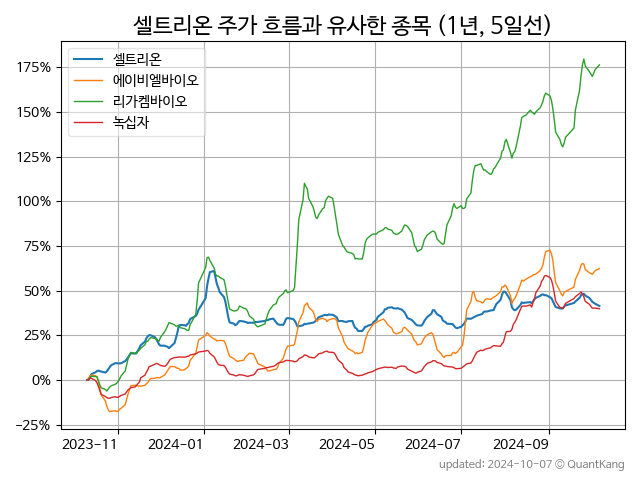 셀트리온 주가 흐름과 유사한 종목 (1년, 5일선)
셀트리온
에이비엘바이오
리가켐바이오
녹십자
175%
150%
125%
100%
75%
50%
25%
0%
−25%
2023-11 2024-01 2024-03 2024-05 2024-07 2024-09
updated: 2024-10-07 © QuantKang